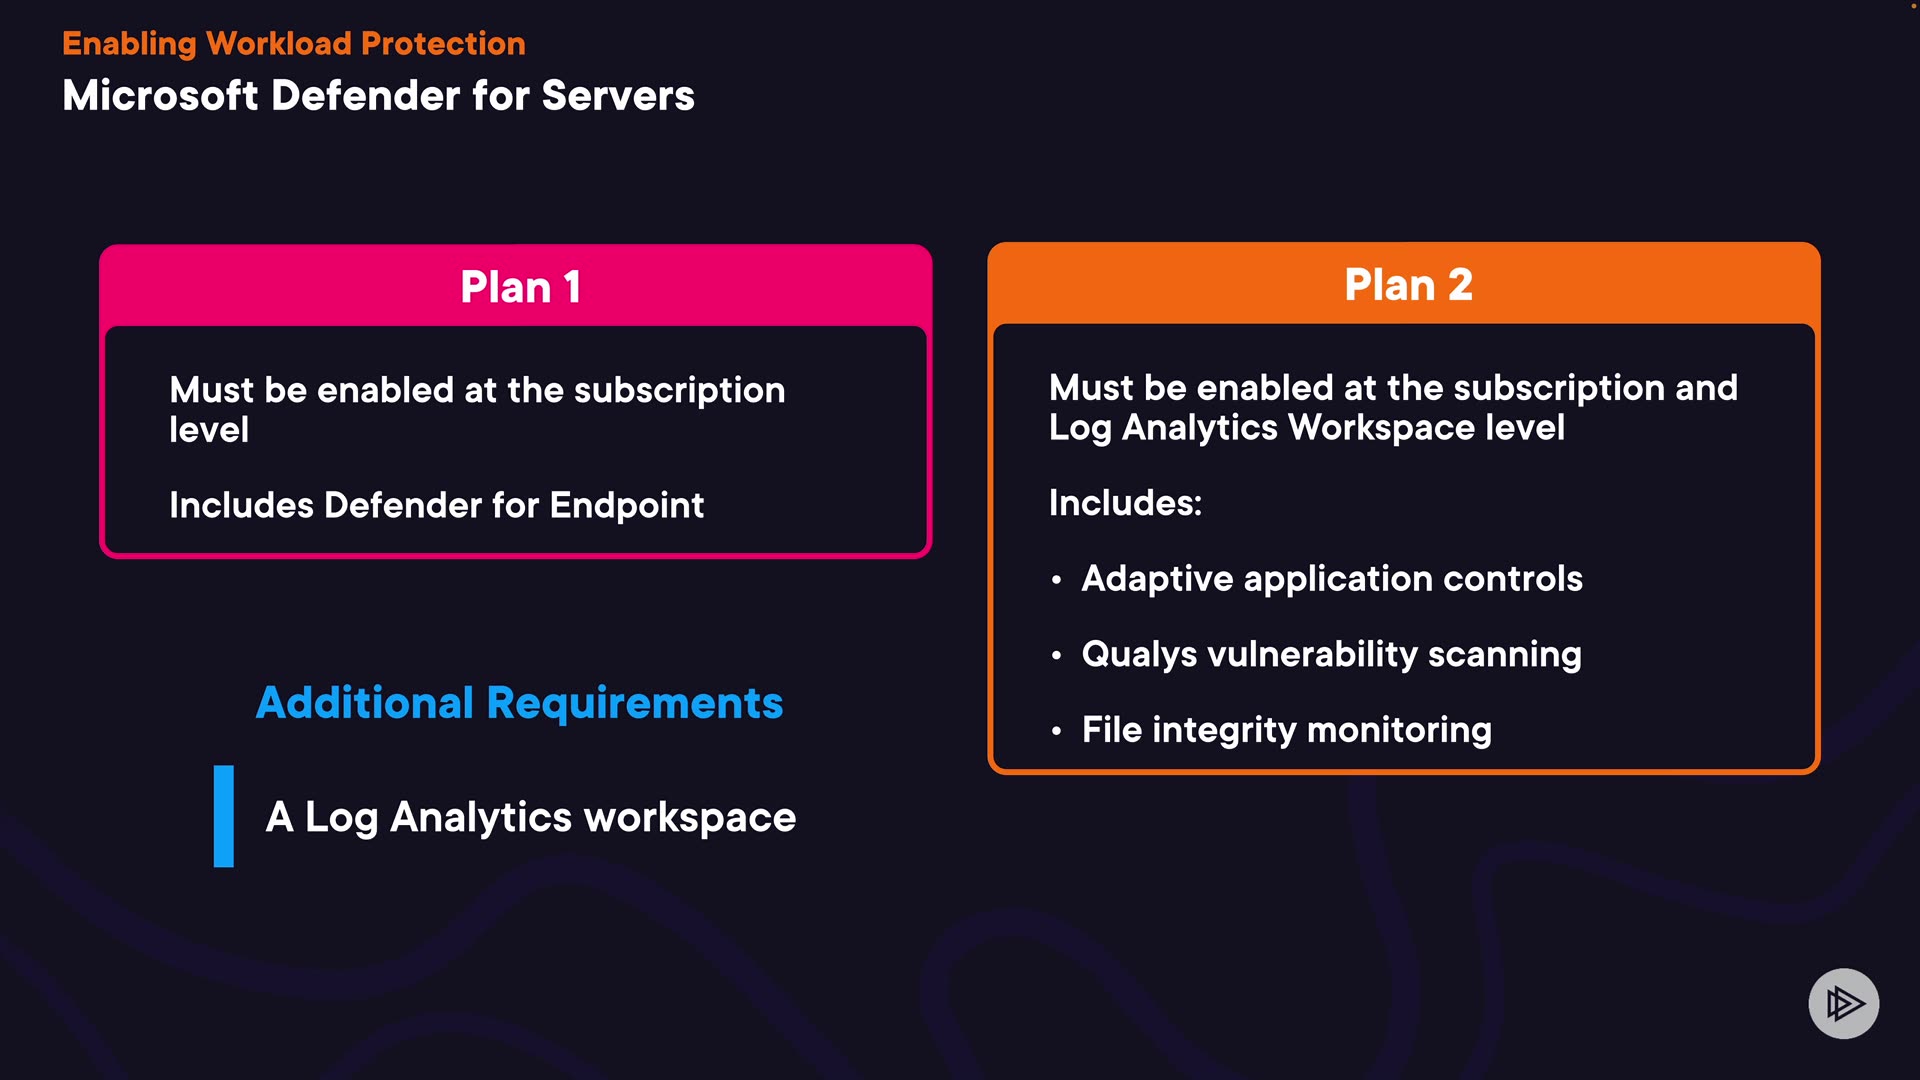 Enabling Workload Protection
Microsoft Defender for Servers
Plan 1
Must be enabled at the subscription
level
Includes Defender for Endpoint
Additional Requirements
A Log Analytics workspace
Plan 2
Must be enabled at the subscription and
Log Analytics Workspace level
Includes:
• Adaptive application controls
• Qualys vulnerability scanning
• File integrity monitoring